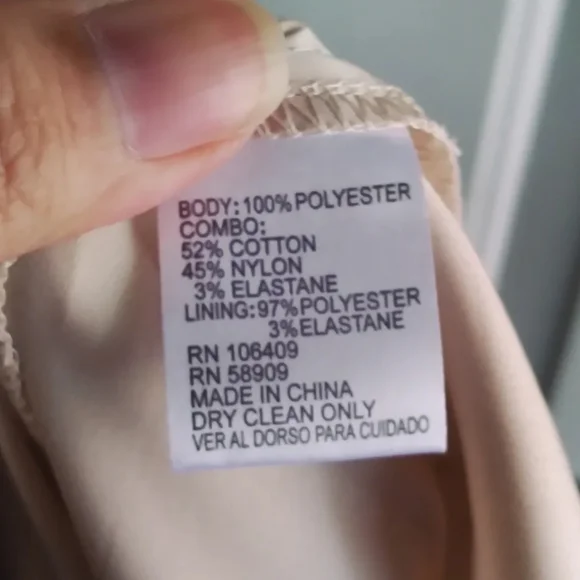 BODY: 100% POLYESTER
COMBO:
52% COTTON
45% NYLON
3% ELASTANE
LINING: 97% POLYESTER
3% ELASTANE
RN 106409
RN 58909
MADE IN CHINA
DRY CLEAN ONLY
VER AL DORSO PARA CUIDADO